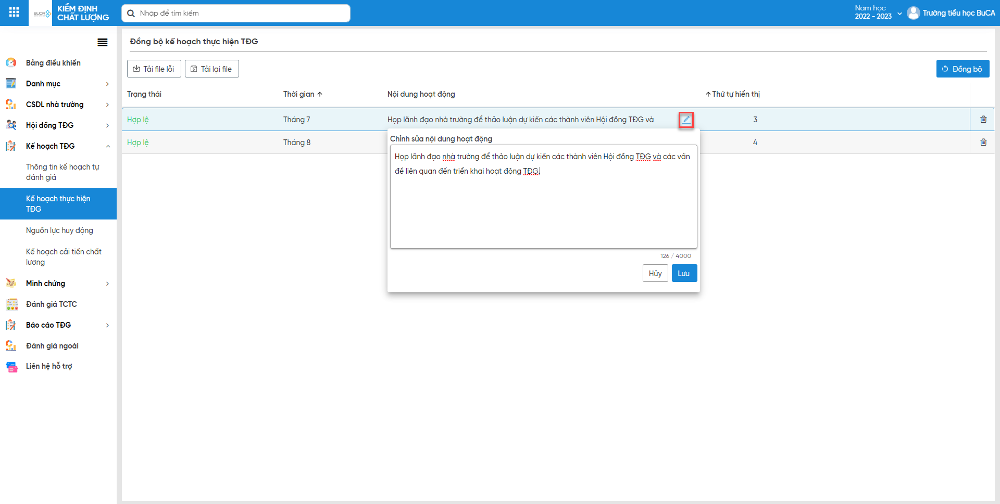 BUCA
KIỂM ĐỊNH
CHẤT LƯỢNG
Nhập để tìm kiếm
Năm học
2022 - 2023
Trường tiểu học BuCA
Bảng điều khiển
Danh mục
CSDL nhà trường
Hội đồng TĐG
Kế hoạch TĐG
Thông tin kế hoạch tự
đánh giá
Kế hoạch thực hiện
TĐG
Nguồn lực huy động
Kế hoạch cải tiến chất
lượng
Minh chứng
Đánh giá TCTC
Báo cáo TĐG
Đánh giá ngoài
Liên hệ hỗ trợ
Đồng bộ kế hoạch thực hiện TĐG
Tải file lỗi
Tải lại file
Đồng bộ
Trạng thái
Thời gian
Nội dung hoạt động
Thứ tự hiển thị
Hợp lệ
Tháng 7
Họp lãnh đạo nhà trường để thảo luận dự kiến các thành viên Hội đồng TĐG và
3
Hợp lệ
Tháng 8
4
Chỉnh sửa nội dung hoạt động
Họp lãnh đạo nhà trường để thảo luận dự kiến các thành viên Hội đồng TĐG và các vấn
đề liên quan đến triển khai hoạt động TĐG.
126 / 4000
Hủy
Lưu